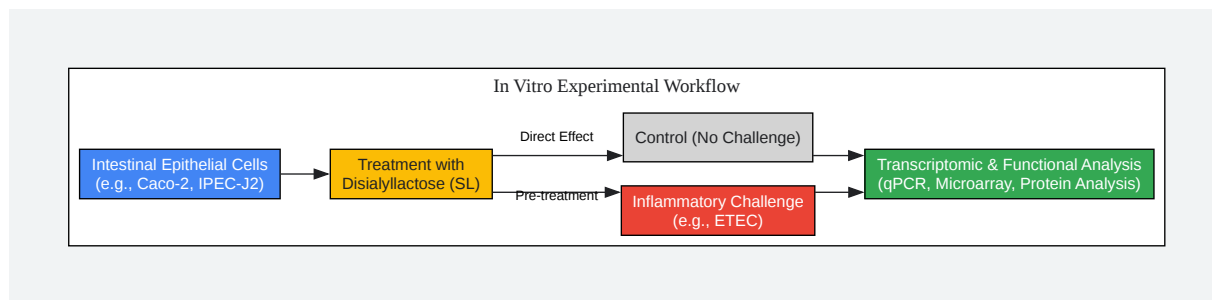 In Vitro Experimental Workflow
Intestinal Epithelial Cells
(e.g., Caco-2, IPEC-J2)
Treatment with
Disialyllactose (SL)
Direct Effect
Pre-treatment
Control (No Challenge)
Inflammatory Challenge
(e.g., ETEC)
Transcriptomic & Functional Analysis
(qPCR, Microarray, Protein Analysis)